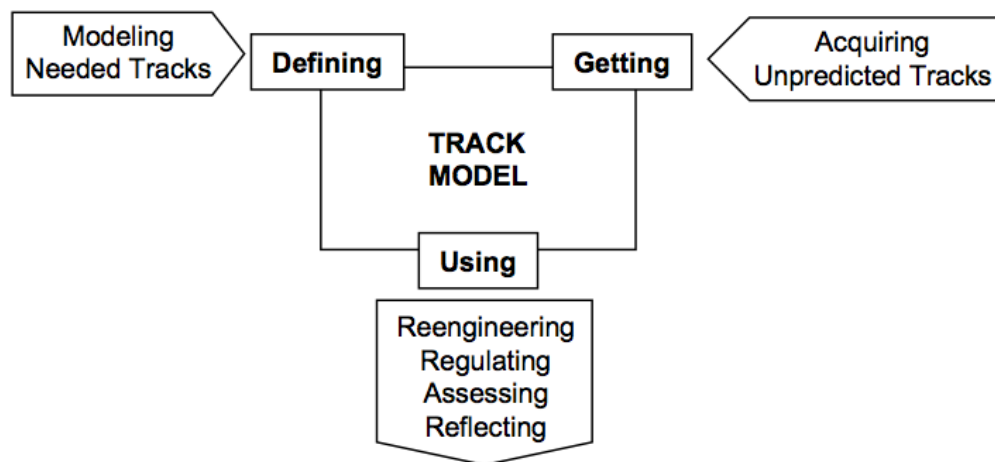 Modeling
Needed Tracks
Defining
Getting
Acquiring
Unpredicted Tracks
TRACK
MODEL
Using
Reengineering
Regulating
Assessing
Reflecting